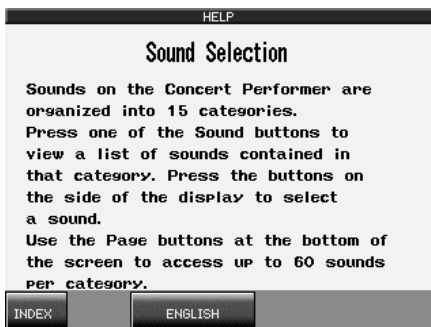 HELP
Sound Selection
Sounds on the Concert Performer are
organized into 15 categories.
Press one of the Sound buttons to
view a list of sounds contained in
that category. Press the buttons on
the side of the display to select
a sound.
Use the Page buttons at the bottom of
the screen to access up to 60 sounds
per category.
INDEX
ENGLISH